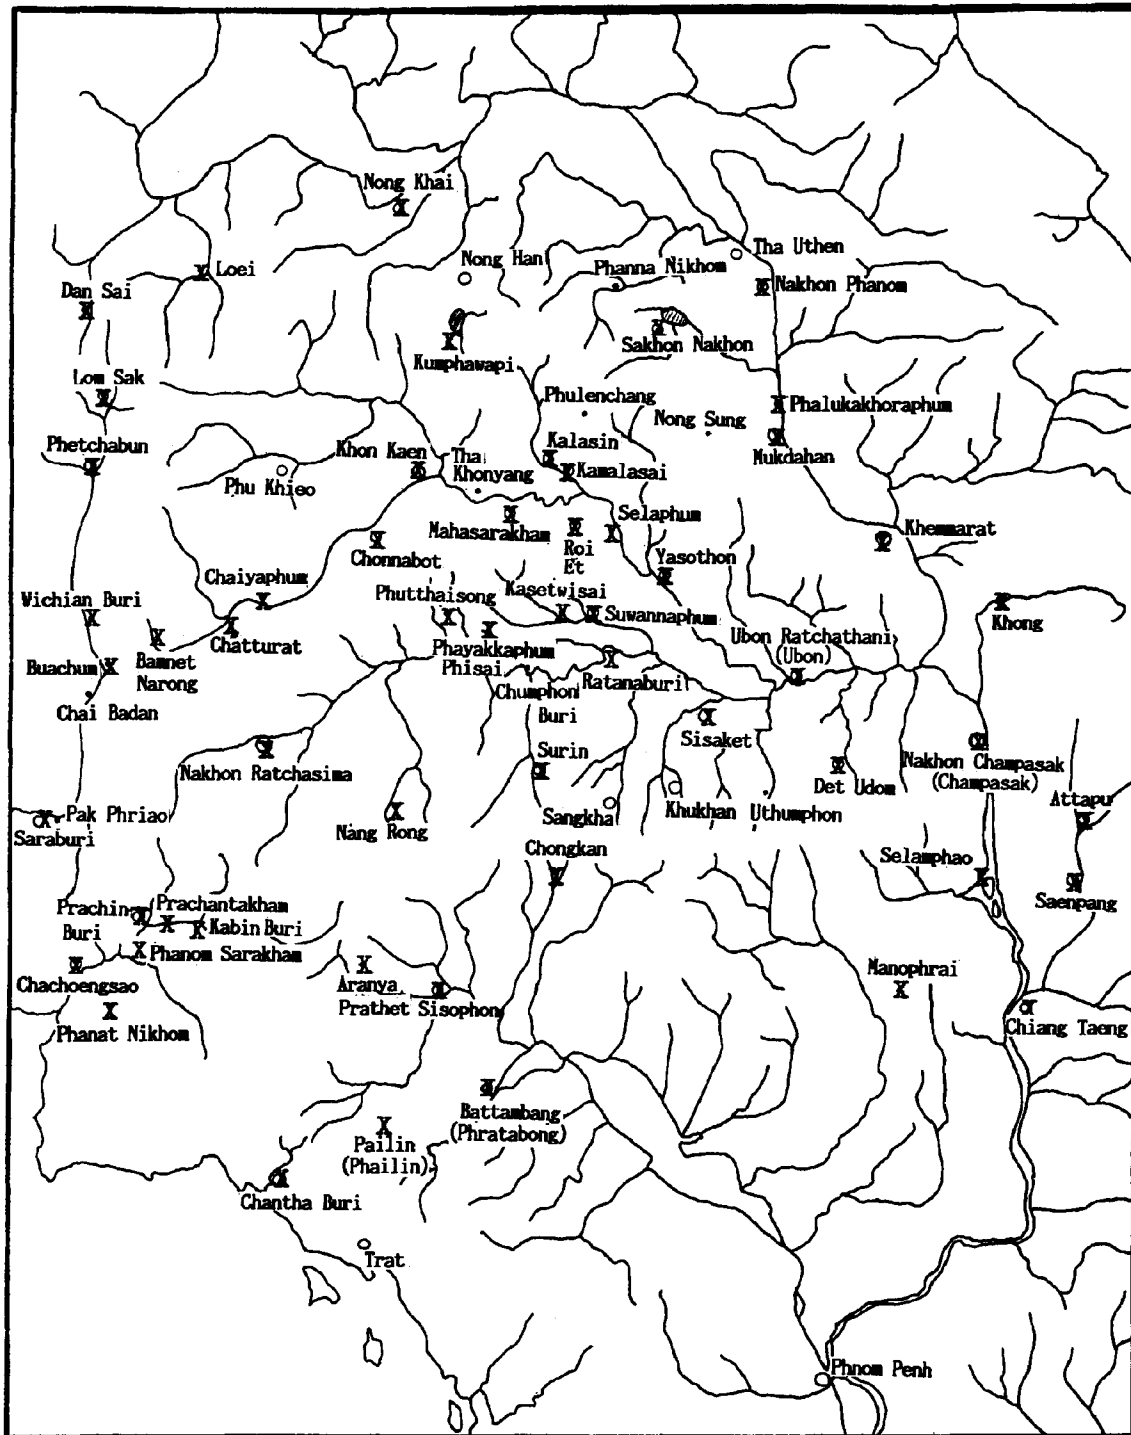 Nong Khai
Tha Uthen
Nong Han
Phanna Nikhom
Loei
Nakhon Phanom
Dan Sai
Sakhon Nakhon
Kumphawapi
Lom Sak
Phulenchang
Phalukakhoraphum
Nong Sung
Phetchabun
Kalasin
Khon Kaen
Tha
Khonyang
Mukdahan
Kamalasai
Phu Khieo
Selaphum
Mahasarakham
Khemmarat
Roi
Et
Chonnabot
Yasothon
Chaiyaphum
Kasetwisai
Phutthaisong
Wichian Buri
Suwannaphum
Khong
Ubon Ratchathani
(Ubon)
Chatturat
Phayakkaphum
Phisai
Bamnet
Narong
Buachum
Ratanaburi
Chumphon
Buri
Chai Badan
Sisaket
Surin
Nakhon Ratchasima
Nakhon Champasak
(Champasak)
Det Udom
Attapu
Pak Phriao
Nang Rong
Sangkha
Khukhan
Uthumphon
Saraburi
Chongkan
Selamphao
Saenpang
Prachin
Buri
Prachantakham
Kabin Buri
Phanom Sarakham
Manophrai
Chachoengsao
Aranya
Prathet
Sisophon
Phanat Nikhom
Chiang Taeng
Battambang
(Phratabong)
Pailin
(Phailin)
Chantha Buri
Trat
Phnom Penh